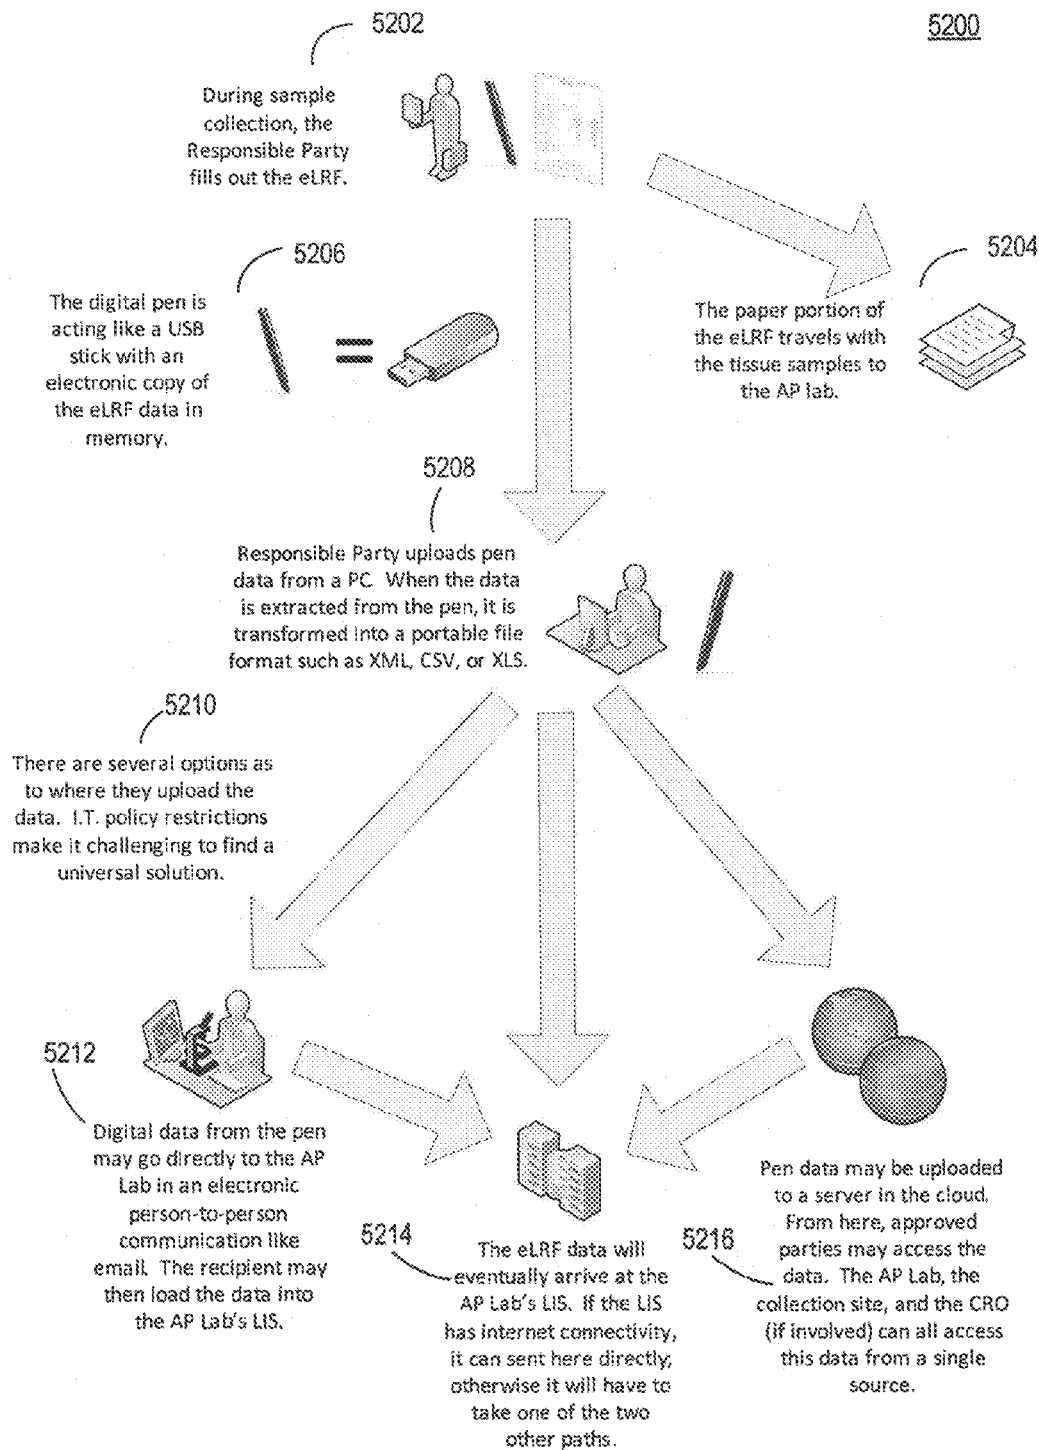 5202
5200
During sample
collection, the
Responsible Party
fills out the eLRF.
5206
5204
The digital pen is
acting like a USB
stick with an
electronic copy of
the eLRF data in
memory.
The paper portion of
the eLRF travels with
the tissue samples to
the AP lab.
5208
Responsible Party uploads pen
data from a PC. When the data
is extracted from the pen, it is
transformed into a portable file
format such as XML, CSV, or XLS.
5210
There are several options as
to where they upload the
data. I.T. policy restrictions
make it challenging to find a
universal solution.
5212
Digital data from the pen
may go directly to the AP
Lab in an electronic
person-to-person
communication like
email. The recipient may
then load the data into
the AP Lab's LIS.
5214
The eLRF data will
eventually arrive at the
AP Lab's LIS. If the LIS
has internet connectivity,
it can sent here directly;
otherwise it will have to
take one of the two
other paths.
5216
Pen data may be uploaded
to a server in the cloud.
From here, approved
parties may access the
data. The AP Lab, the
collection site, and the CRO
(if involved) can all access
this data from a single
source.